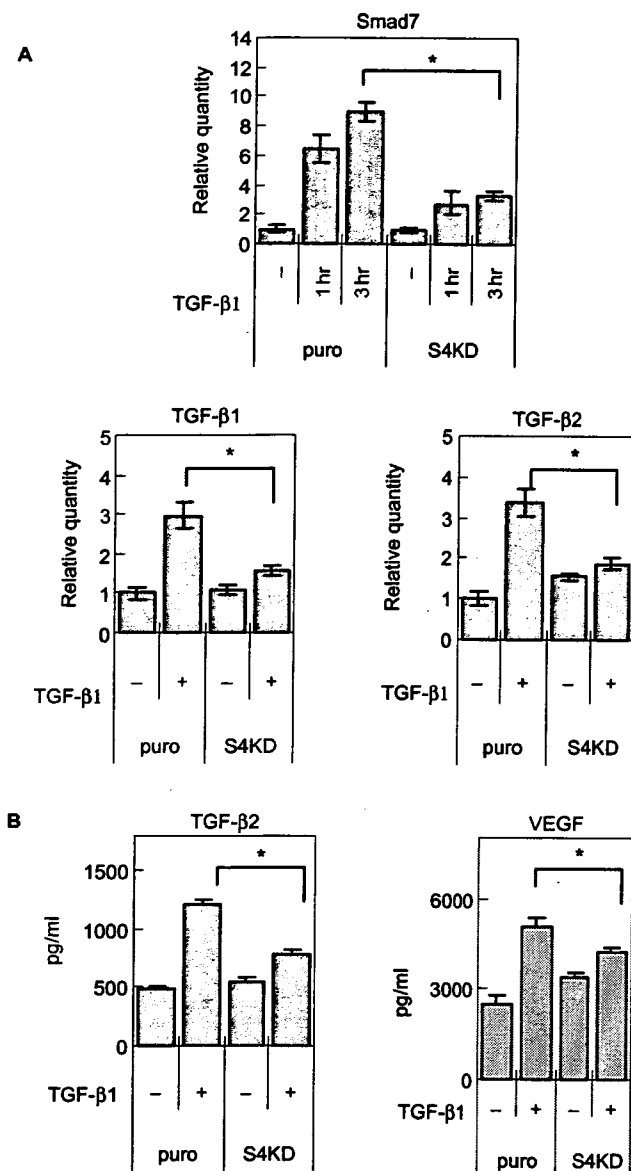 A
Smad7
Relative quantity
14
12
10
8
6
4
2
0
TGF-β1
–
1 hr
3 hr
–
1 hr
3 hr
puro
S4KD
*
TGF-β1
Relative quantity
5
4
3
2
1
0
*
TGF-β1
– + – +
puro S4KD
TGF-β2
Relative quantity
5
4
3
2
1
0
*
TGF-β1
– + – +
puro S4KD
B
TGF-β2
pg/ml
1500
1000
500
0
*
TGF-β1
– + – +
puro S4KD
VEGF
pg/ml
6000
3000
0
*
TGF-β1
– + – +
puro S4KD